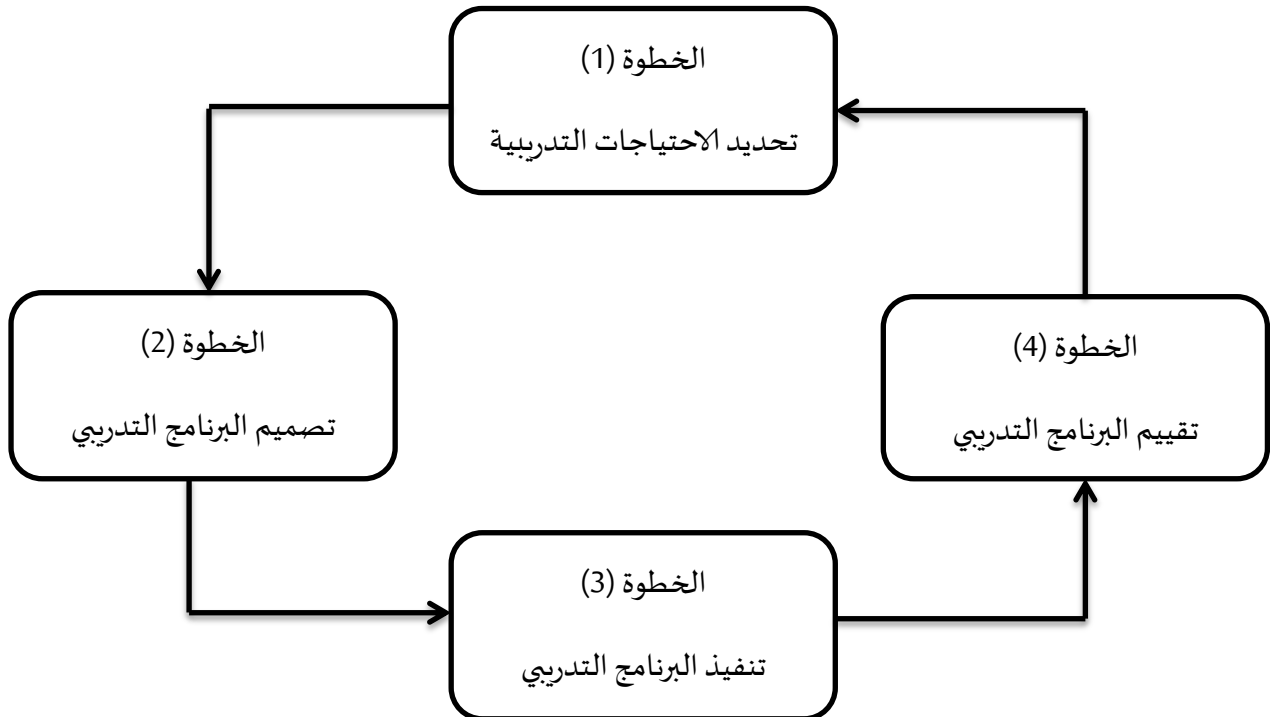 الخطوة (1)
تحديد الاحتياجات التدريبية
الخطوة (2)
تصميم البرنامج التدريبي
الخطوة (3)
تنفيذ البرنامج التدريبي
الخطوة (4)
تقييم البرنامج التدريبي